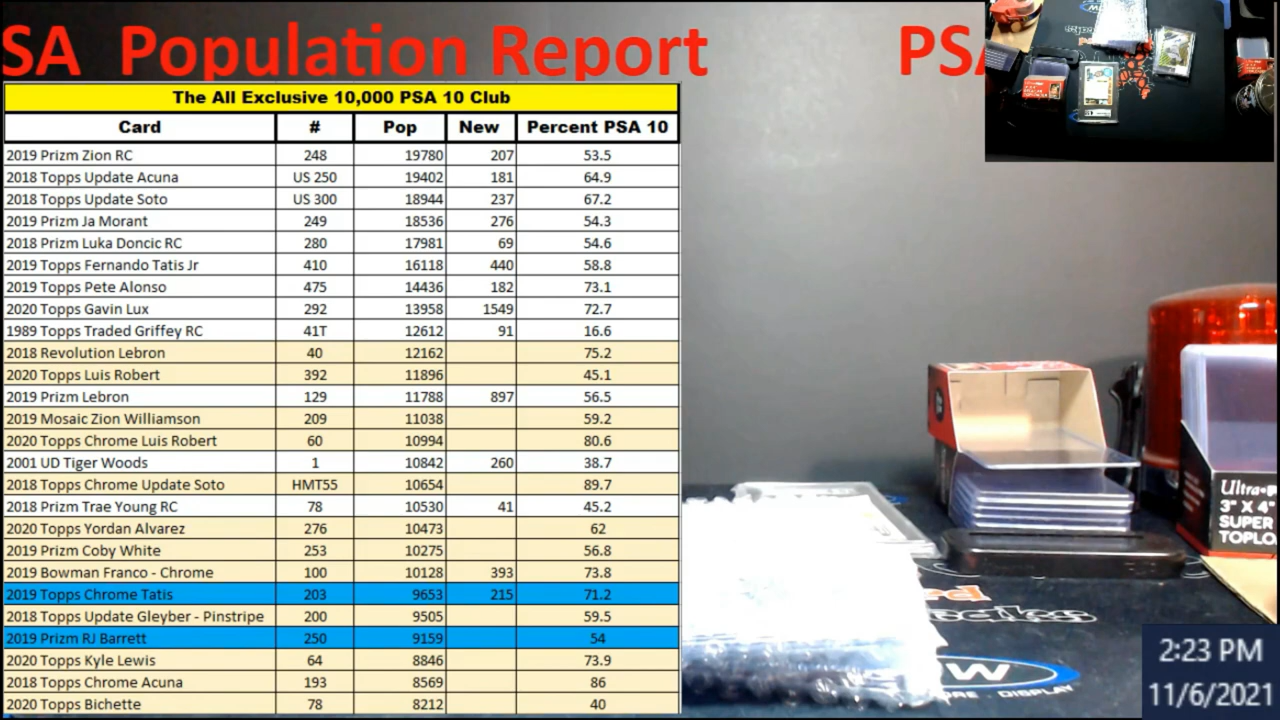 SA Population Report PSA
The All Exclusive 10,000 PSA 10 Club
Card # Pop New Percent PSA 10
2019 Prizm Zion RC 248 19780 207 53.5
2018 Topps Update Acuna US 250 19402 181 64.9
2018 Topps Update Soto US 300 18944 237 67.2
2019 Prizm Ja Morant 249 18536 276 54.3
2018 Prizm Luka Doncic RC 280 17981 69 54.6
2019 Topps Fernando Tatis Jr 410 16118 440 58.8
2019 Topps Pete Alonso 475 14436 182 73.1
2020 Topps Gavin Lux 292 13958 1549 72.7
1989 Topps Traded Griffey RC 41T 12612 91 16.6
2018 Revolution Lebron 40 12162 75.2
2020 Topps Luis Robert 392 11896 45.1
2019 Prizm Lebron 129 11788 897 56.5
2019 Mosaic Zion Williamson 209 11038 59.2
2020 Topps Chrome Luis Robert 60 10994 80.6
2001 UD Tiger Woods 1 10842 260 38.7
2018 Topps Chrome Update Soto HMT55 10654 89.7
2018 Prizm Trae Young RC 78 10530 41 45.2
2020 Topps Yordan Alvarez 276 10473 62
2019 Prizm Coby White 253 10275 56.8
2019 Bowman Franco - Chrome 100 10128 393 73.8
2019 Topps Chrome Tatis 203 9653 215 71.2
2018 Topps Update Gleyber - Pinstripe 200 9505 59.5
2019 Prizm RJ Barrett 250 9159 54
2020 Topps Kyle Lewis 64 8846 73.9
2018 Topps Chrome Acuna 193 8569 86
2020 Topps Bichette 78 8212 40
Ultra
3" X 4"
SUPER
TOPLO
ORE · DISPLAY
2:23 PM
11/6/2021